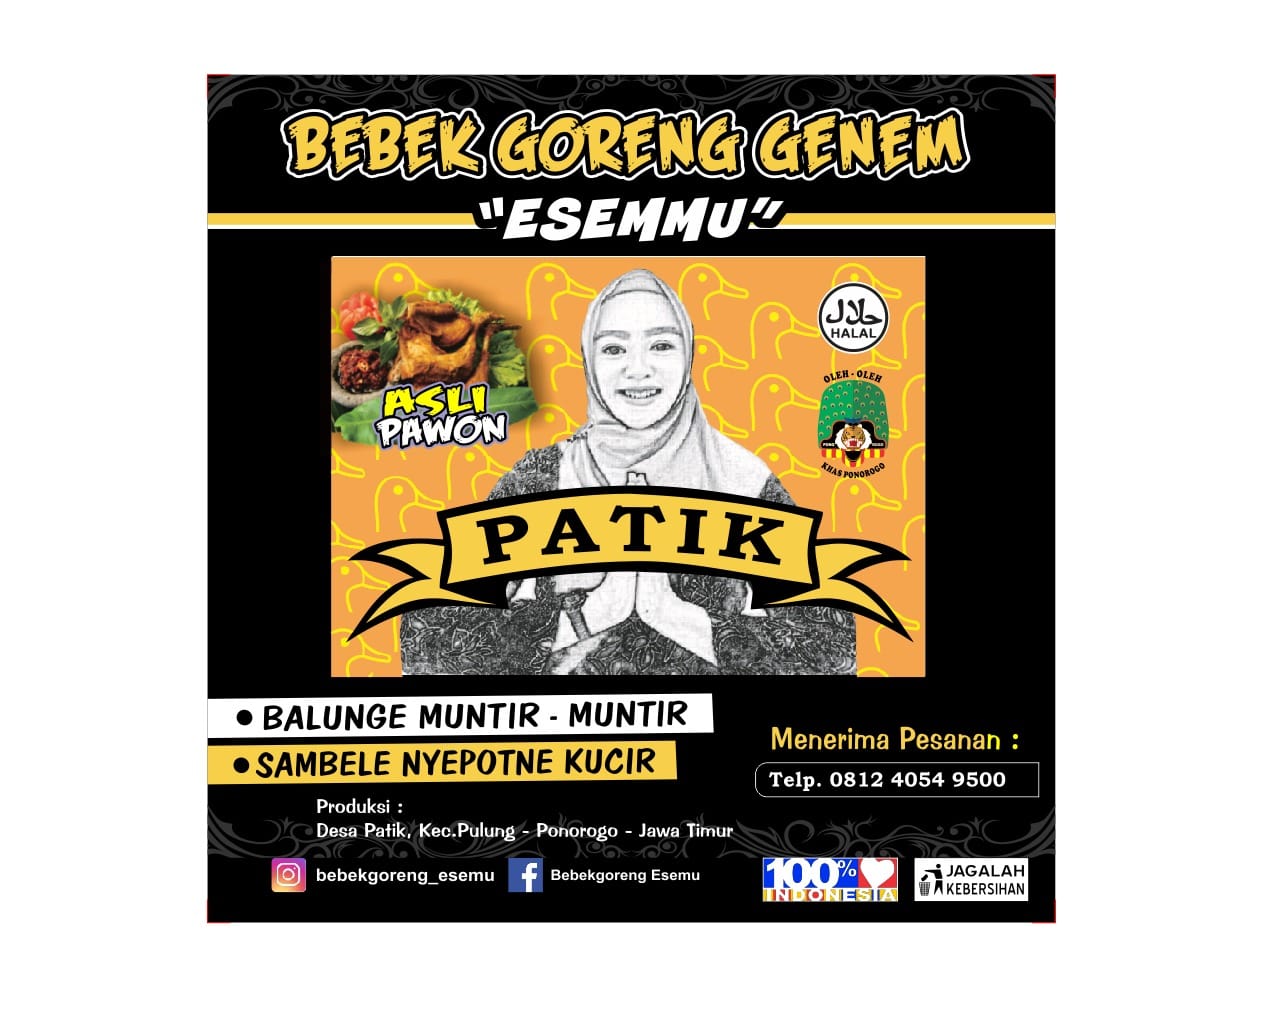 BEBEK GORENG GENEM
"ESEMMU"
ASLI
PAWON
حلال
HALAL
OLEH - OLEH
KHAS PONOROGO
PATIK
• BALUNGE MUNTIR - MUNTIR
• SAMBELE NYEPOTNE KUCIR
Menerima Pesanan :
Telp. 0812 4054 9500
Produksi :
Desa Patik, Kec.Pulung - Ponorogo - Jawa Timur
bebekgoreng_esemu
Bebekgoreng Esemu
100%
INDONESIA
JAGALAH
KEBERSIHAN